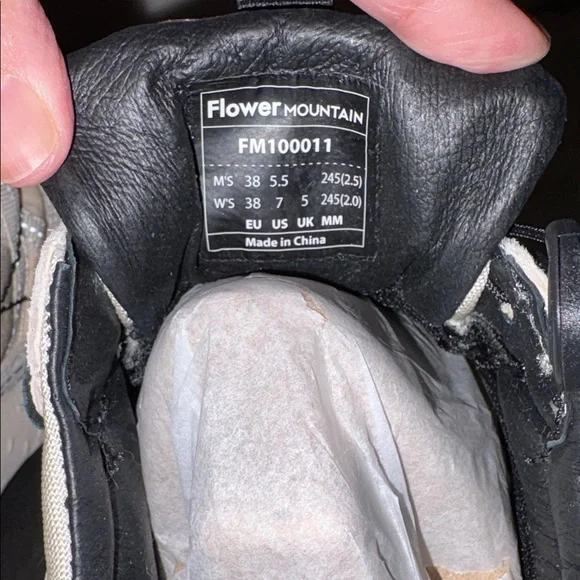 Flower MOUNTAIN
FM100011
M'S 38 5.5 245(2.5)
W'S 38 7 5 245(2.0)
EU US UK MM
Made in China